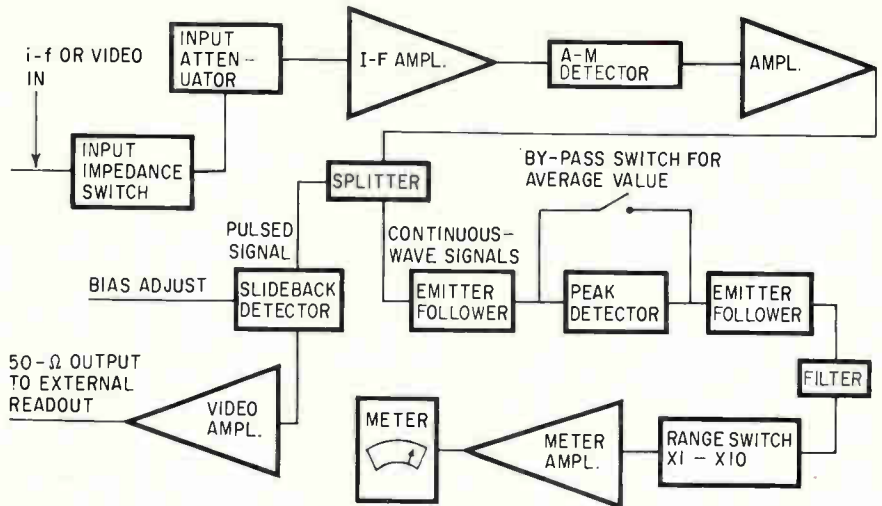 i-f OR VIDEO
IN
INPUT
IMPEDANCE
SWITCH
INPUT
ATTEN-
UATOR
I-F AMPL.
A-M
DETECTOR
AMPL.
SPLITTER
BY-PASS SWITCH FOR
AVERAGE VALUE
PULSED
SIGNAL
CONTINUOUS-
WAVE SIGNALS
BIAS ADJUST
SLIDEBACK
DETECTOR
EMITTER
FOLLOWER
PEAK
DETECTOR
EMITTER
FOLLOWER
50-Ω OUTPUT
TO EXTERNAL
READOUT
VIDEO
AMPL.
METER
METER
AMPL.
RANGE SWITCH
X1 - X10
FILTER